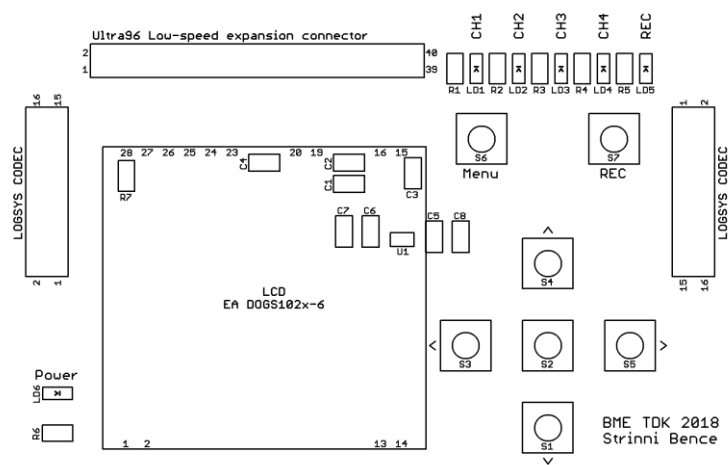 CH1 CH2 CH3 CH4 REC
Ultra96 Low-speed expansion connector
2 40
1 39
R1 LD1 R2 LD2 R3 LD3 R4 LD4 R5 LD5
16 15
LOGSYS CODEC
2 1
1 2
LOGSYS CODEC
15 16
S6
Menu
S7
REC
28 27 26 25 24 23 20 19 16 15
C4 C2
C1
R7 C3
C7 C6 C5 C8
U1
LCD
EA DOGS102x-6
^
S4
< S3 S2 S5 >
Power
LD6
R6
1 2 13 14
S1
v
BME TDK 2018
Strinni Bence